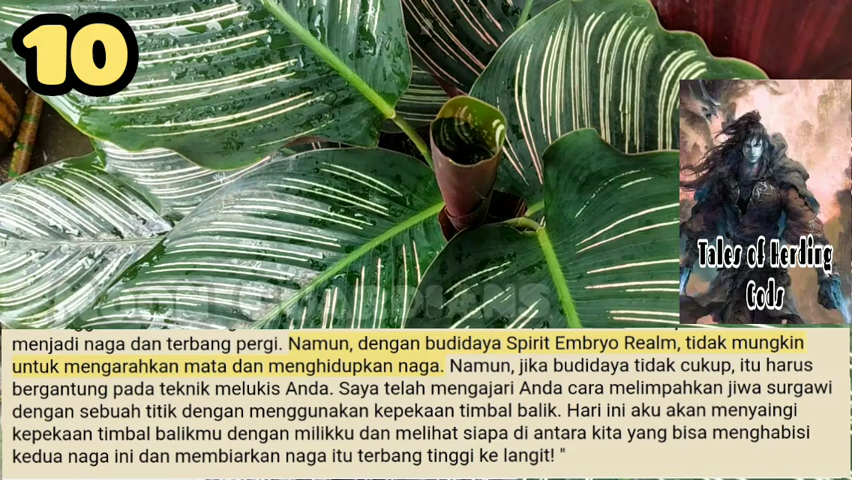 10
Tales of Herding
Gods
menjadi naga dan terbang pergi. Namun, dengan budidaya Spirit Embryo Realm, tidak mungkin
untuk mengarahkan mata dan menghidupkan naga. Namun, jika budidaya tidak cukup, itu harus
bergantung pada teknik melukis Anda. Saya telah mengajari Anda cara melimpahkan jiwa surgawi
dengan sebuah titik dengan menggunakan kepekaan timbal balik. Hari ini aku akan menyaingi
kepekaan timbal balikmu dengan milikku dan melihat siapa di antara kita yang bisa menghabisi
kedua naga ini dan membiarkan naga itu terbang tinggi ke langit! "